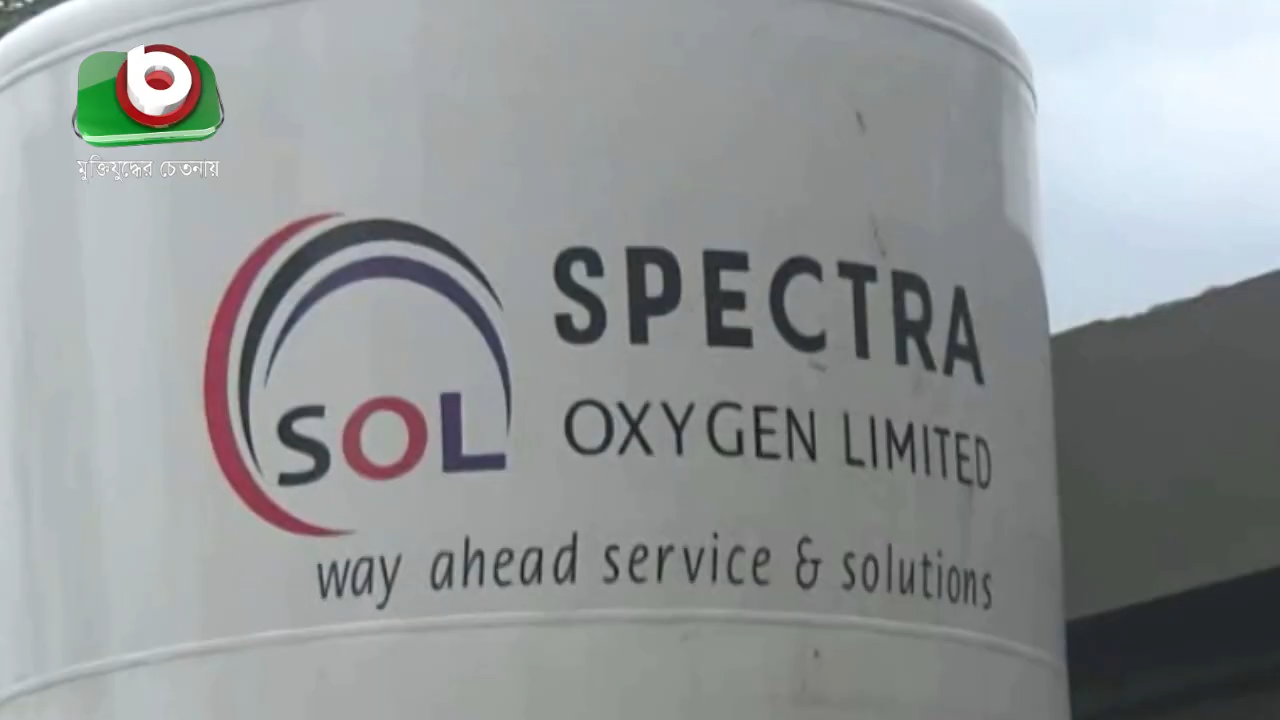 মুক্তিযুদ্ধের চেতনায়
SOL
SPECTRA
OXYGEN LIMITED
way ahead service & solutions